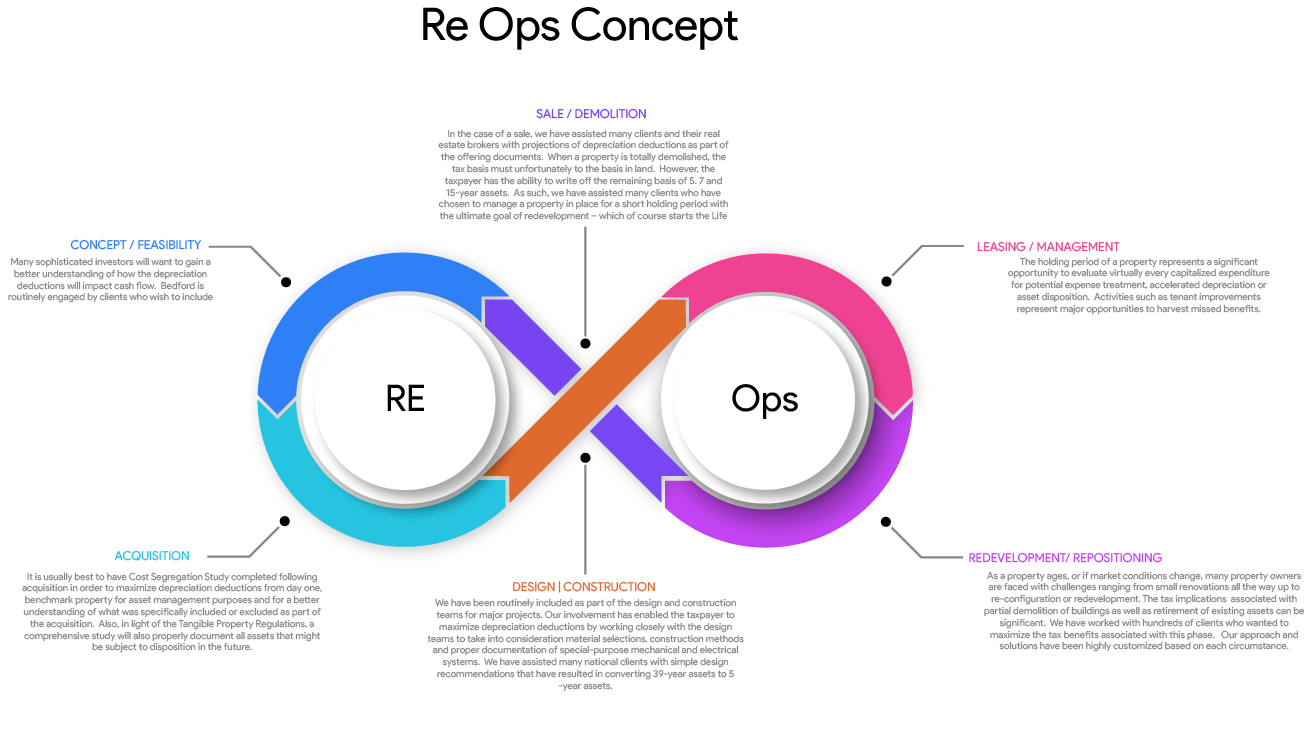 Re Ops Concept
SALE / DEMOLITION
In the case of a sale, we have assisted many clients and their real
estate brokers with projections of depreciation deductions as part of
the offering documents. When a property is totally demolished, the
tax basis must unfortunately to the basis in land. However, the
taxpayer has the ability to write off the remaining basis of 5. 7 and
15-year assets. As such, we have assisted many clients who have
chosen to manage a property in place for a short holding period with
the ultimate goal of redevelopment – which of course starts the Life
CONCEPT / FEASIBILITY
Many sophisticated investors will want to gain a
better understanding of how the depreciation
deductions will impact cash flow. Bedford is
routinely engaged by clients who wish to include
LEASING / MANAGEMENT
The holding period of a property represents a significant
opportunity to evaluate virtually every capitalized expenditure
for potential expense treatment, accelerated depreciation or
asset disposition. Activities such as tenant improvements
represent major opportunities to harvest missed benefits.
RE
Ops
ACQUISITION
It is usually best to have Cost Segregation Study completed following
acquisition in order to maximize depreciation deductions from day one,
benchmark property for asset management purposes and for a better
understanding of what was specifically included or excluded as part of
the acquisition. Also, in light of the Tangible Property Regulations, a
comprehensive study will also properly document all assets that might
be subject to disposition in the future.
DESIGN | CONSTRUCTION
We have been routinely included as part of the design and construction
teams for major projects. Our involvement has enabled the taxpayer to
maximize depreciation deductions by working closely with the design
teams to take into consideration material selections, construction methods
and proper documentation of special-purpose mechanical and electrical
systems. We have assisted many national clients with simple design
recommendations that have resulted in converting 39-year assets to 5
-year assets.
REDEVELOPMENT/ REPOSITIONING
As a property ages, or if market conditions change, many property owners
are faced with challenges ranging from small renovations all the way up to
re-configuration or redevelopment. The tax implications associated with
partial demolition of buildings as well as retirement of existing assets can be
significant. We have worked with hundreds of clients who wanted to
maximize the tax benefits associated with this phase. Our approach and
solutions have been highly customized based on each circumstance.